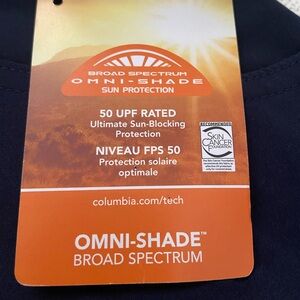 BROAD SPECTRUM
OMNI-SHADE
SUN PROTECTION
50 UPF RATED
Ultimate Sun-Blocking
Protection
NIVEAU FPS 50
Protection solaire
optimale
RECOMMENDED
SKIN
CANCER
FOUNDATION
columbia.com/tech
OMNI-SHADE™
BROAD SPECTRUM